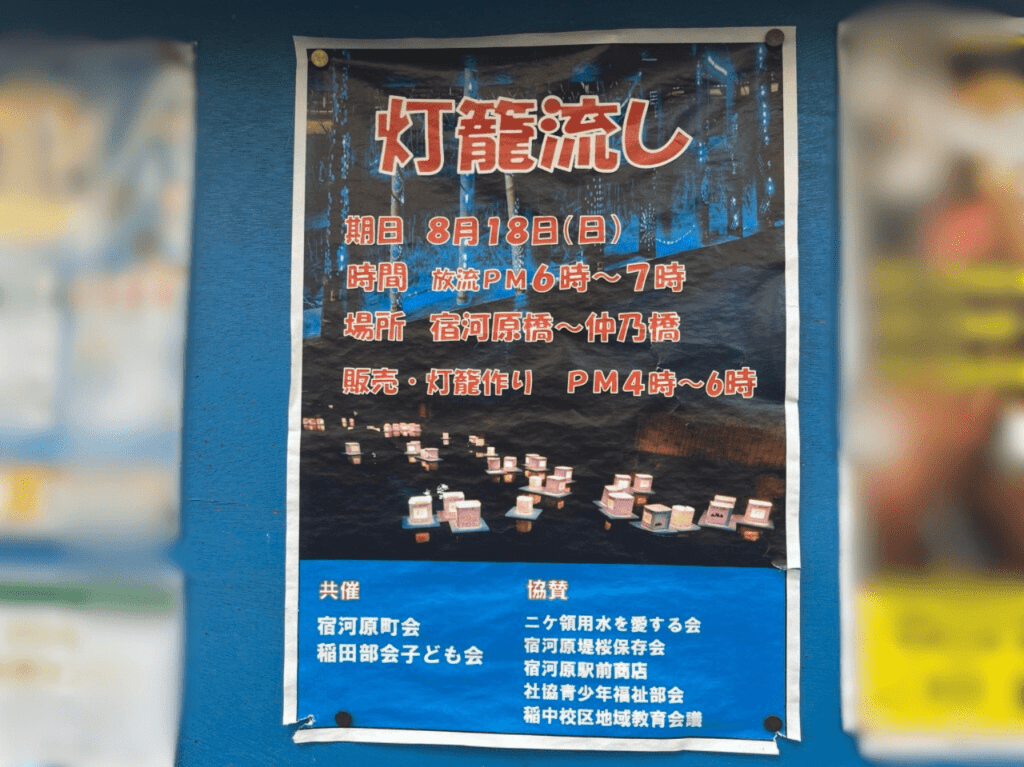 灯籠流し
期日 8月18日(日)
時間 放流PM6時～7時
場所 宿河原橋～仲乃橋
販売・灯籠作り PM4時～6時
共催
宿河原町会
稲田部会子ども会
協賛
二ケ領用水を愛する会
宿河原堤桜保存会
宿河原駅前商店
社協青少年福祉部会
稲中校区地域教育会議